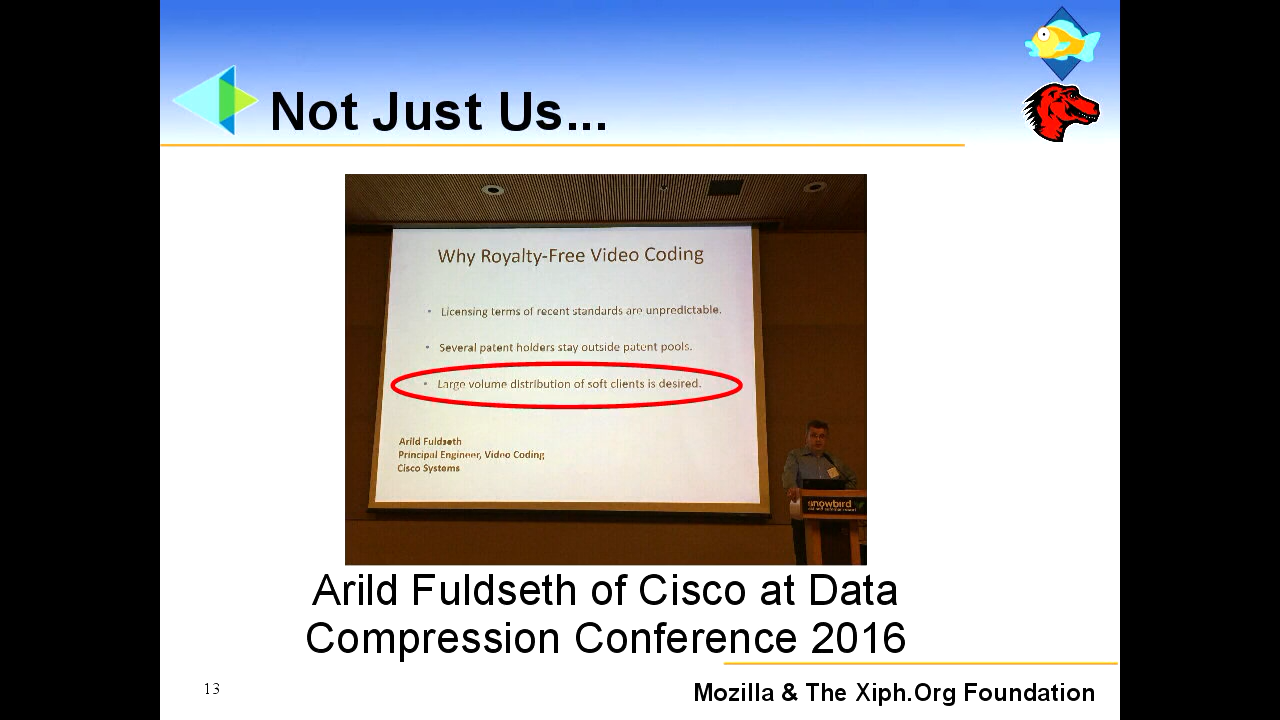 Not Just Us...
Why Royalty-Free Video Coding
• Licensing terms of recent standards are unpredictable.
• Several patent holders stay outside patent pools.
• Large volume distribution of soft clients is desired.
Arild Fuldseth
Principal Engineer, Video Coding
Cisco Systems
snowbird
Arild Fuldseth of Cisco at Data
Compression Conference 2016
13
Mozilla & The Xiph.Org Foundation